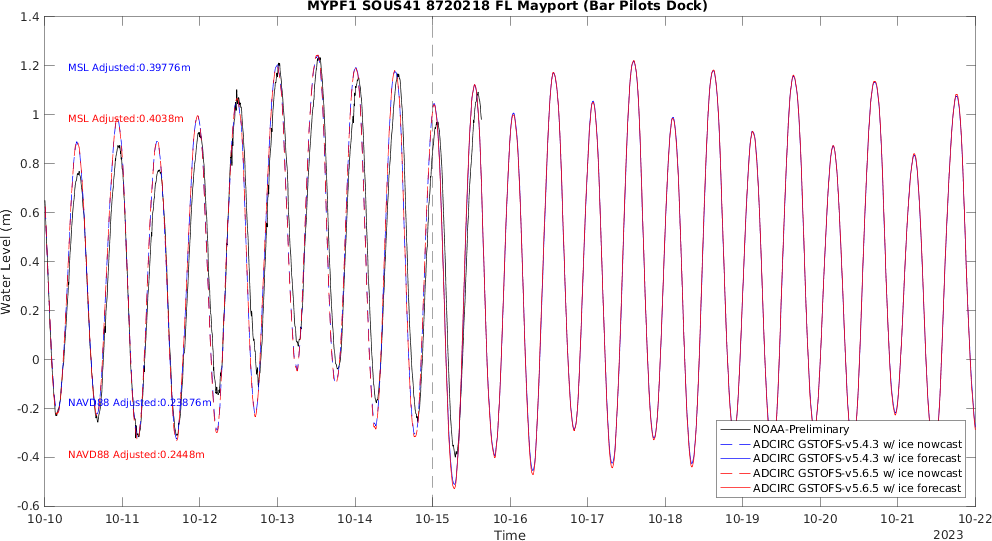 MYPF1 SOUS41 8720218 FL Mayport (Bar Pilots Dock)
1.4
1.2
1
0.8
0.6
0.4
0.2
0
-0.2
-0.4
-0.6
Water Level (m)
MSL Adjusted:0.39776m
MSL Adjusted:0.4038m
NAVD88 Adjusted:0.23876m
NAVD88 Adjusted:0.2448m
NOAA-Preliminary
ADCIRC GSTOFS-v5.4.3 w/ ice nowcast
ADCIRC GSTOFS-v5.4.3 w/ ice forecast
ADCIRC GSTOFS-v5.6.5 w/ ice nowcast
ADCIRC GSTOFS-v5.6.5 w/ ice forecast
10-10 10-11 10-12 10-13 10-14 10-15 10-16 10-17 10-18 10-19 10-20 10-21 10-22
Time
2023